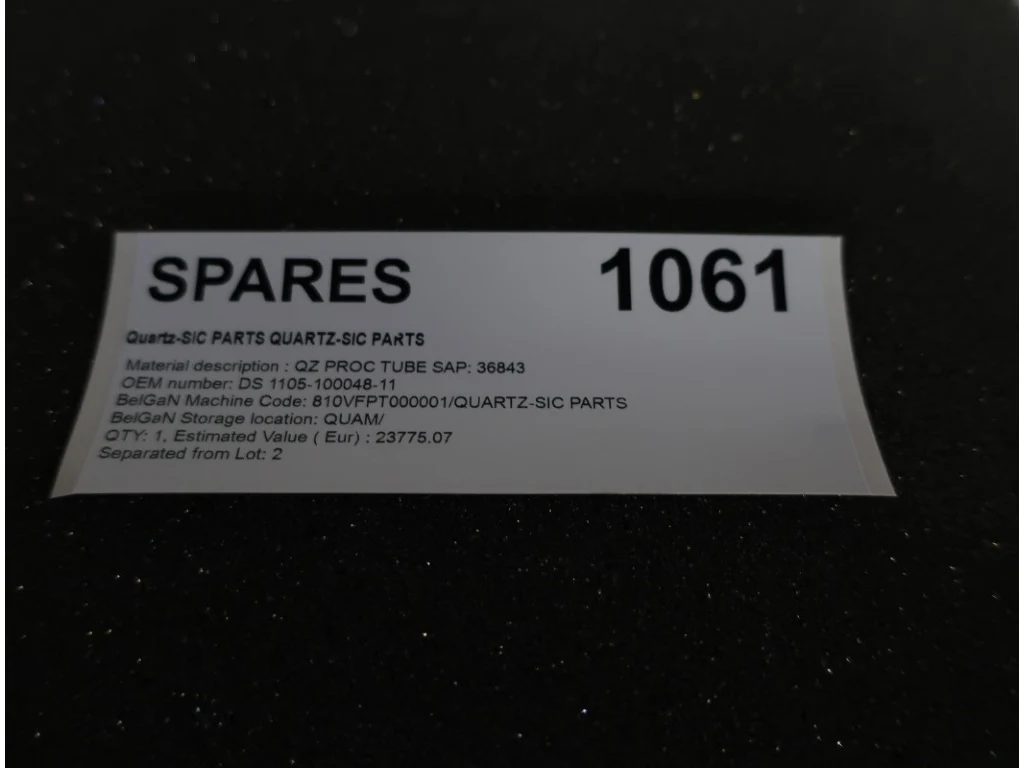 SPARES 1061
Quartz-SIC PARTS QUARTZ-SIC PARTS
Material description : QZ PROC TUBE SAP: 36843
OEM number: DS 1105-100048-11
BelGaN Machine Code: 810VFPT000001/QUARTZ-SIC PARTS
BelGaN Storage location: QUAM/
QTY: 1, Estimated Value ( Eur) : 23775.07
Separated from Lot: 2